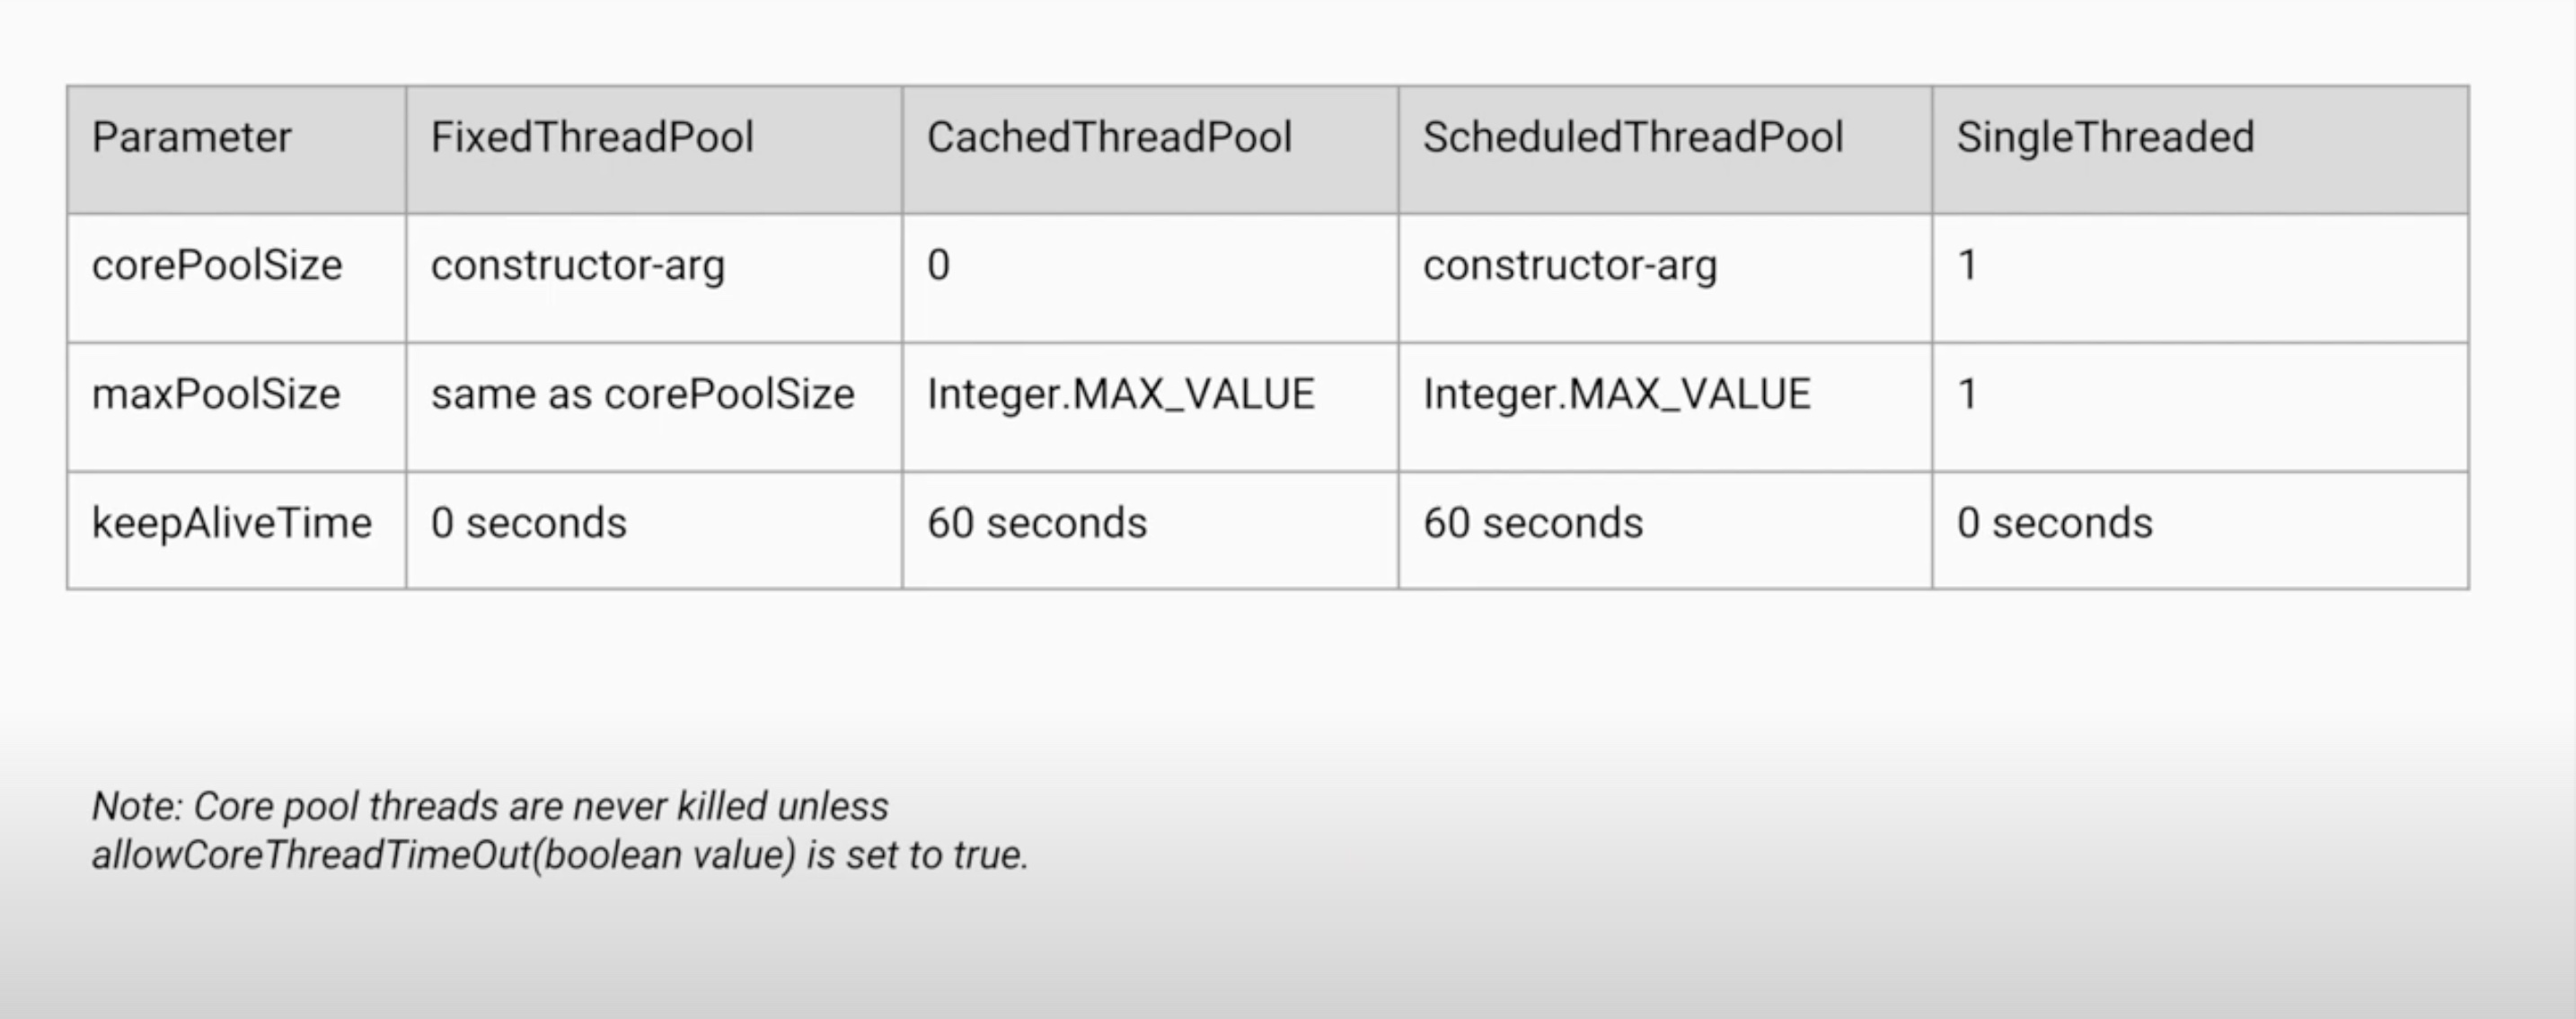 Parameter FixedThreadPool CachedThreadPool ScheduledThreadPool SingleThreaded
corePoolSize constructor-arg 0 constructor-arg 1
maxPoolSize same as corePoolSize Integer.MAX_VALUE Integer.MAX_VALUE 1
keepAliveTime 0 seconds 60 seconds 60 seconds 0 seconds
Note: Core pool threads are never killed unless
allowCoreThreadTimeOut(boolean value) is set to true.